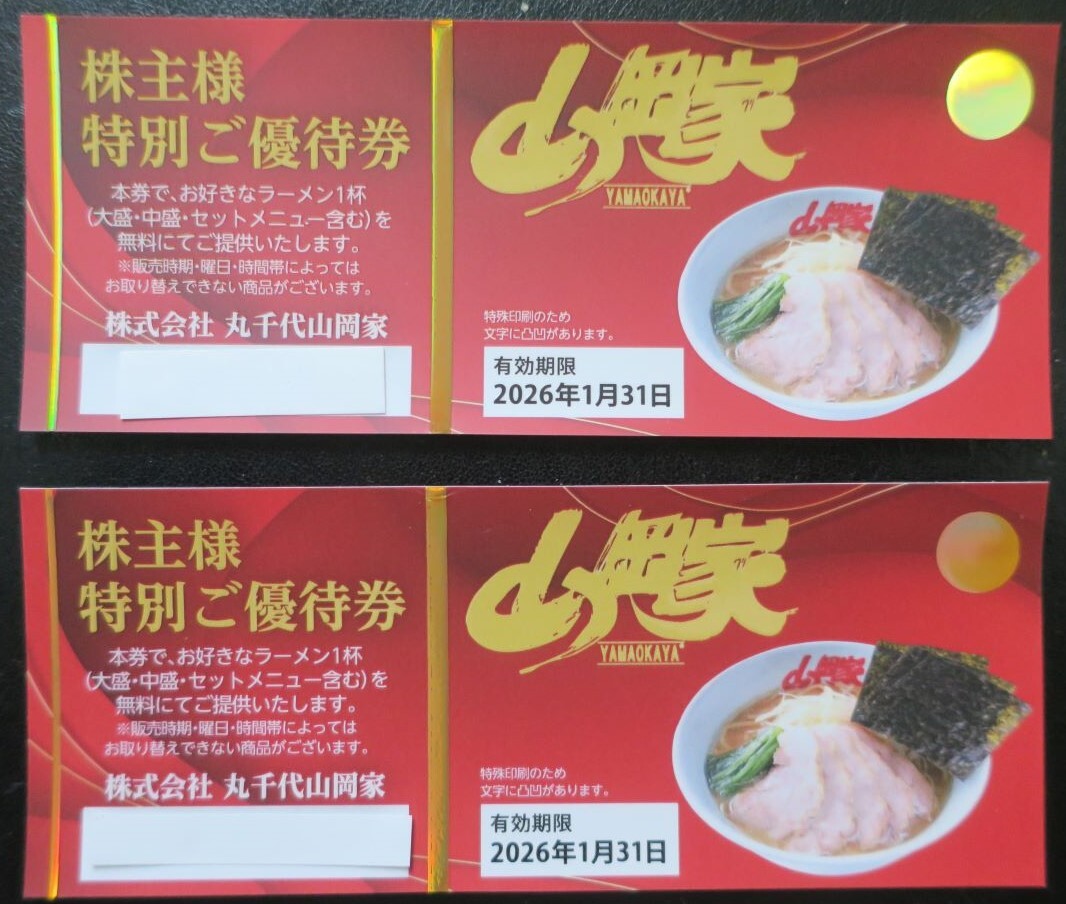 株主様
特別ご優待券
本券で、お好きなラーメン1杯
(大盛・中盛・セットメニュー含む)を
無料にてご提供いたします。
※販売時期・曜日・時間帯によっては
お取り替えできない商品がございます。
株式会社 丸千代山岡家
山岡家
YAMAOKAYA®
山岡家
特殊印刷のため
文字に凸凹があります。
有効期限
2026年1月31日
株主様
特別ご優待券
本券で、お好きなラーメン1杯
(大盛・中盛・セットメニュー含む)を
無料にてご提供いたします。
※販売時期・曜日・時間帯によっては
お取り替えできない商品がございます。
株式会社 丸千代山岡家
山岡家
YAMAOKAYA®
山岡家
特殊印刷のため
文字に凸凹があります。
有効期限
2026年1月31日